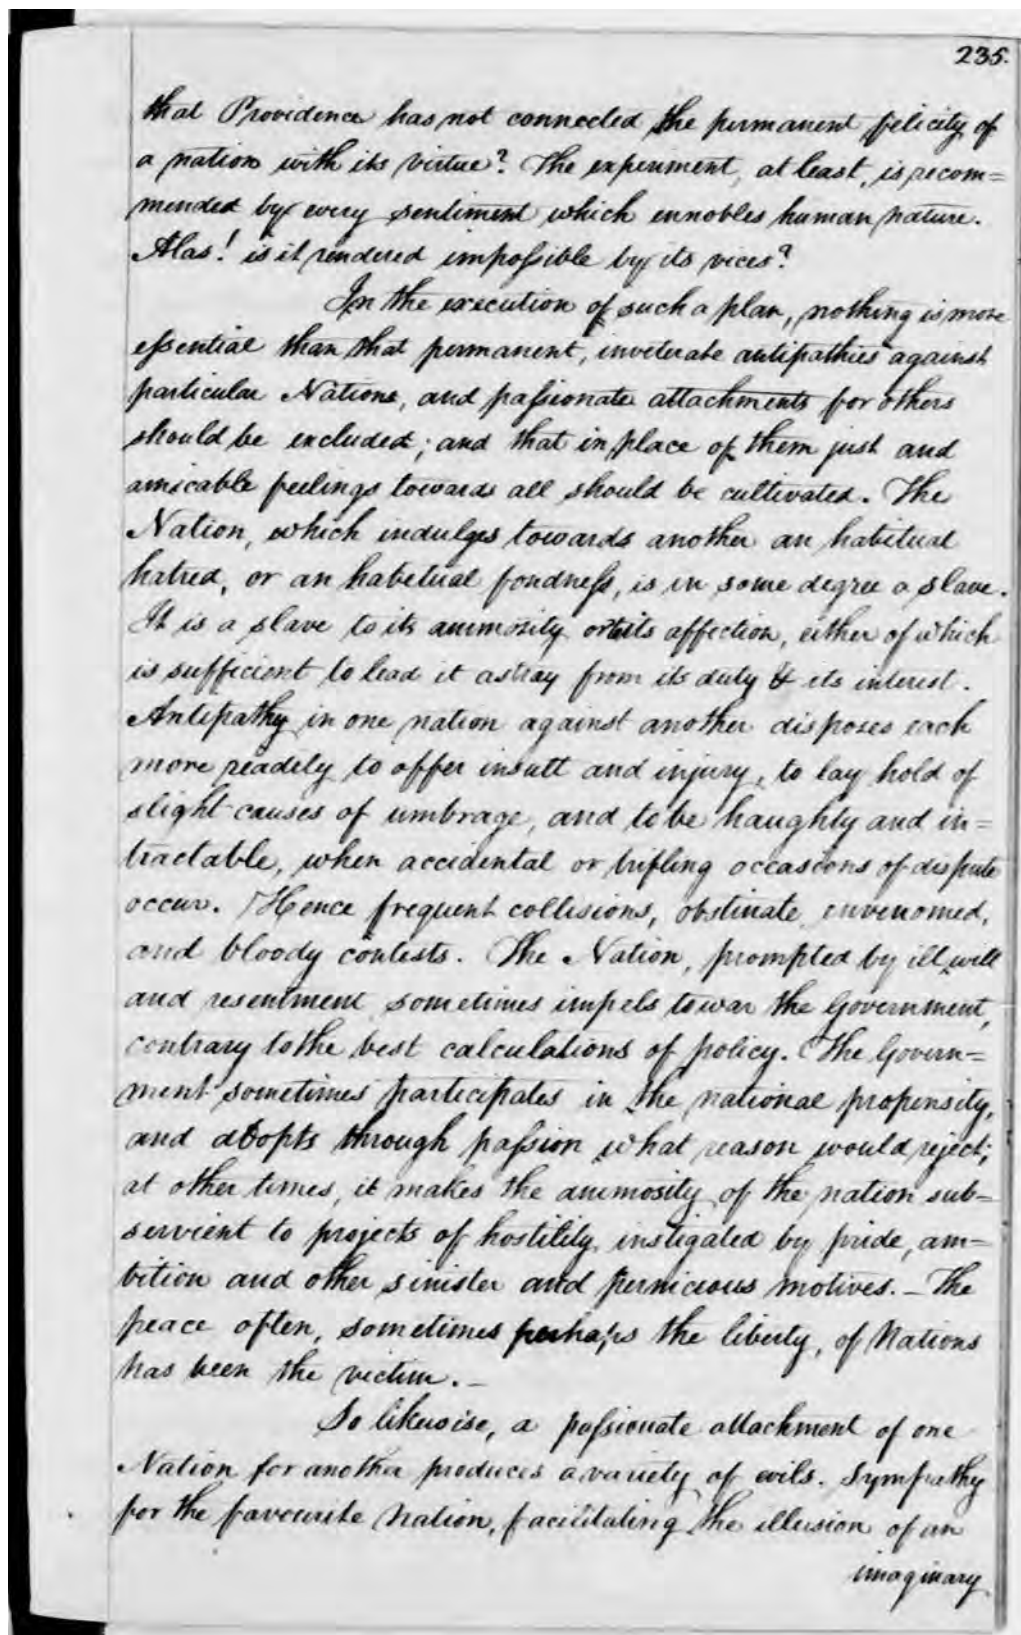 235.
that Providence has not connected the permanent felicity of
a nation with its virtue? The experiment, at least, is recom=
mended by every sentiment which ennobles human nature.
Alas! is it rendered impossible by its vices?
In the execution of such a plan, nothing is more
essential than that permanent, inveterate antipathies against
particular Nations, and passionate attachments for others
should be excluded; and that in place of them just and
amicable feelings towards all should be cultivated. The
Nation, which indulges towards another an habitual
hatred, or an habitual fondness, is in some degree a slave.
It is a slave to its animosity or to its affection, either of which
is sufficient to lead it astray from its duty & its interest.
Antipathy in one nation against another disposes each
more readily to offer insult and injury, to lay hold of
slight causes of umbrage, and to be haughty and in=
tractable, when accidental or trifling occasions of dispute
occur. Hence frequent collisions, obstinate, envenomed,
and bloody contests. The Nation, prompted by ill will
and resentment sometimes impels to war the Government,
contrary to the best calculations of policy. The Govern=
ment sometimes participates in the national propensity,
and adopts through passion what reason would reject;
at other times, it makes the animosity of the nation sub=
servient to projects of hostility instigated by pride, am=
bition and other sinister and pernicious motives. — The
peace often, sometimes perhaps the liberty, of Nations
has been the victim. —
So likewise, a passionate attachment of one
Nation for another produces a variety of evils. Sympathy
for the favourite Nation, facilitating the illusion of an
imaginary